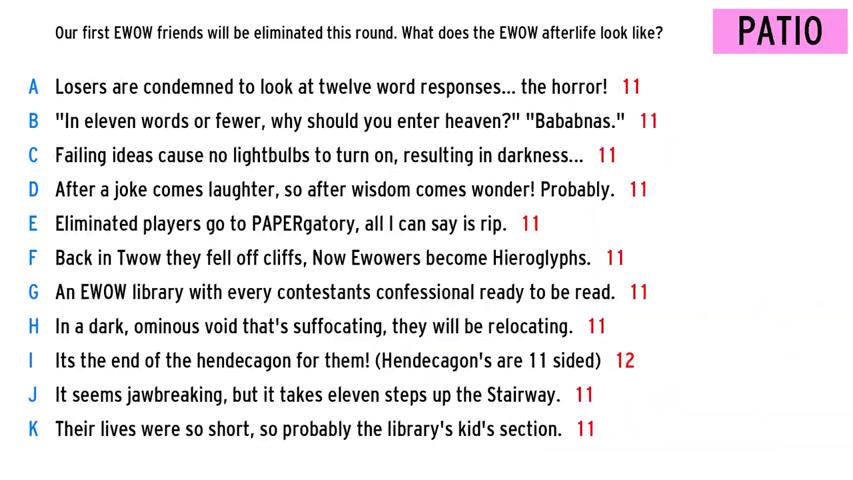 Our first EWOW friends will be eliminated this round. What does the EWOW afterlife look like?
PATIO
A Losers are condemned to look at twelve word responses... the horror! 11
B "In eleven words or fewer, why should you enter heaven?" "Bababnas." 11
C Failing ideas cause no lightbulbs to turn on, resulting in darkness... 11
D After a joke comes laughter, so after wisdom comes wonder! Probably. 11
E Eliminated players go to PAPERgatory, all I can say is rip. 11
F Back in Twow they fell off cliffs, Now Ewowers become Hieroglyphs. 11
G An EWOW library with every contestants confessional ready to be read. 11
H In a dark, ominous void that's suffocating, they will be relocating. 11
I Its the end of the hendecagon for them! (Hendecagon's are 11 sided) 12
J It seems jawbreaking, but it takes eleven steps up the Stairway. 11
K Their lives were so short, so probably the library's kid's section. 11